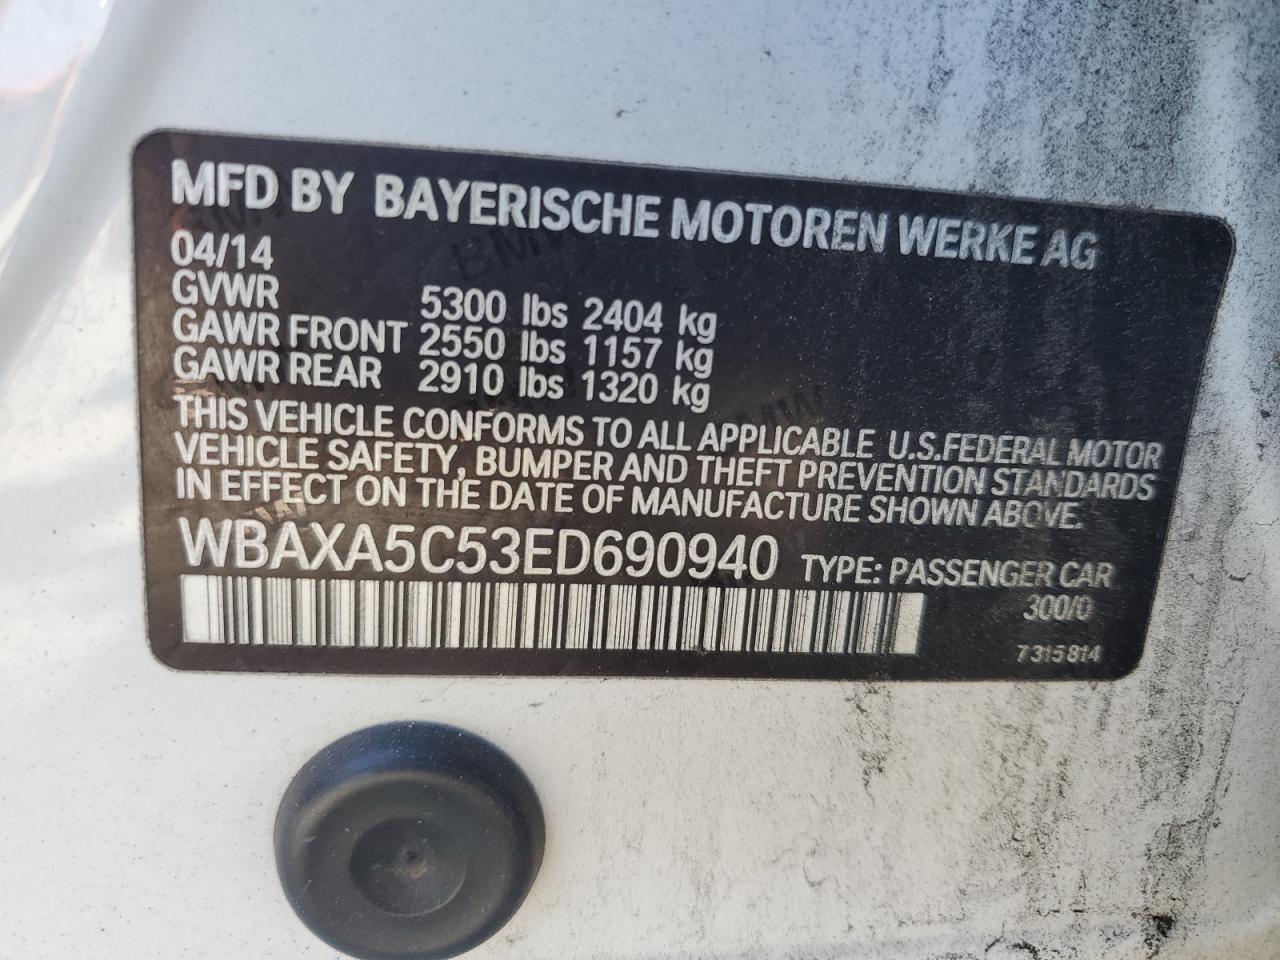 MFD BY BAYERISCHE MOTOREN WERKE AG
04/14
GVWR 5300 lbs 2404 kg
GAWR FRONT 2550 lbs 1157 kg
GAWR REAR 2910 lbs 1320 kg
THIS VEHICLE CONFORMS TO ALL APPLICABLE U.S.FEDERAL MOTOR
VEHICLE SAFETY, BUMPER AND THEFT PREVENTION STANDARDS
IN EFFECT ON THE DATE OF MANUFACTURE SHOWN ABOVE.
WBAXA5C53ED690940 TYPE: PASSENGER CAR
300/0
7315814